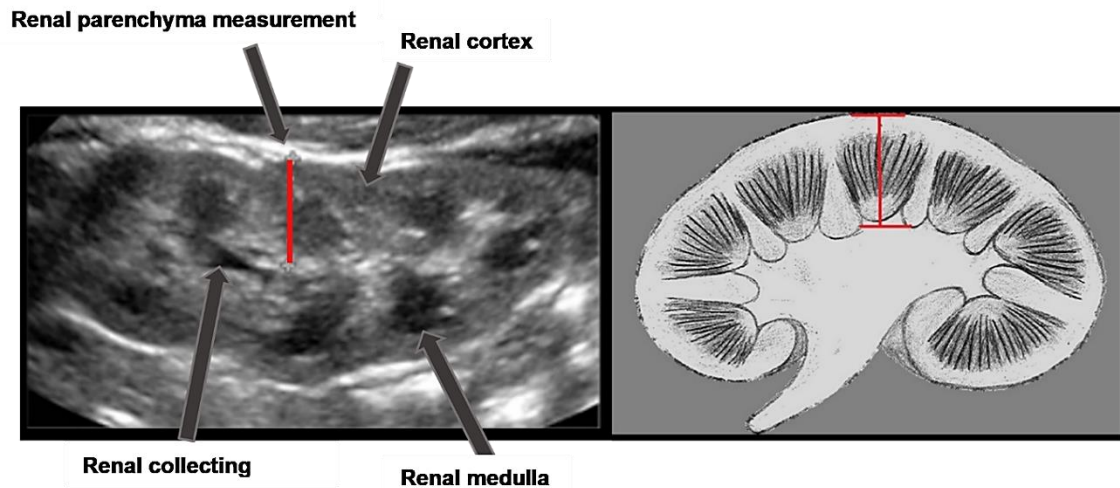 Renal parenchyma measurement
Renal cortex
Renal collecting
Renal medulla